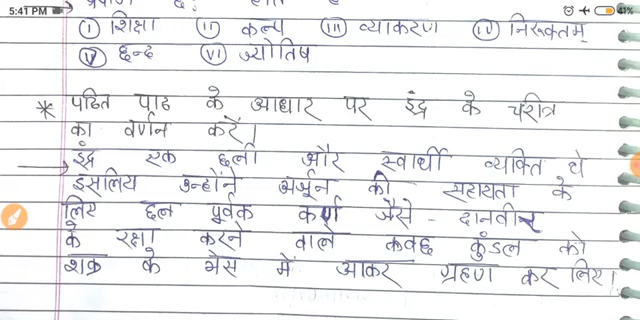 5:41 PM 41%
(I) शिक्षा (II) कल्प (III) व्याकरण (IV) निरूक्तम्
(V) छन्द (VI) ज्योतिष
* पठित पाठ के आधार पर इंद्र के चरीत्र
का वर्णन करें।
→ इंद्र एक छली और स्वार्थी व्यक्ति थे
इसलिय उन्होंने अर्जून की सहायता के
लिए छल पूर्वक कर्ण जैसे - दानवीर
के रक्षा करने वाले कवच कुंडल को
शक्र के भेस में आकर ग्रहण कर लिए।